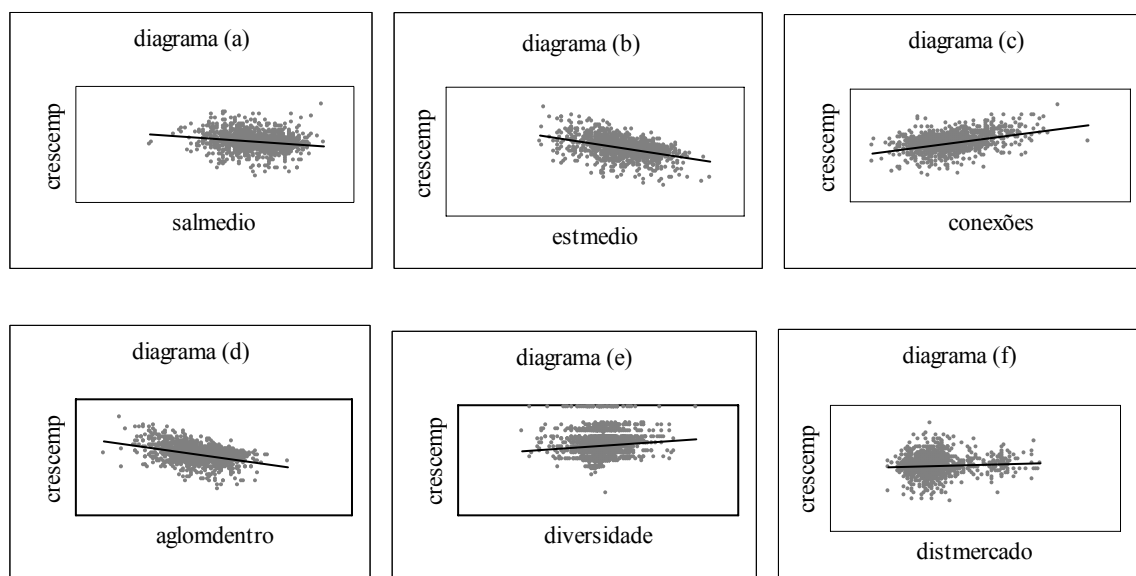 diagrama (a)
crescemp
salmedio
diagrama (b)
crescemp
estmedio
diagrama (c)
crescemp
conexões
diagrama (d)
crescemp
aglomdentro
diagrama (e)
crescemp
diversidade
diagrama (f)
crescemp
distmercado